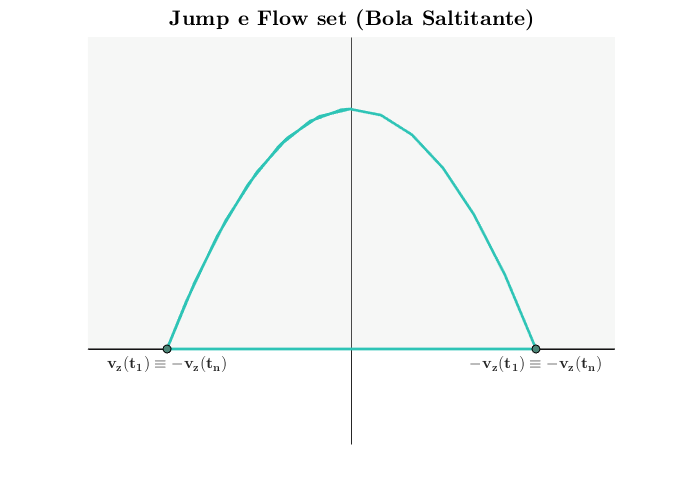 Jump e Flow set (Bola Saltitante)
v_z(t_1) ≡ −v_z(t_n)
−v_z(t_1) ≡ −v_z(t_n)